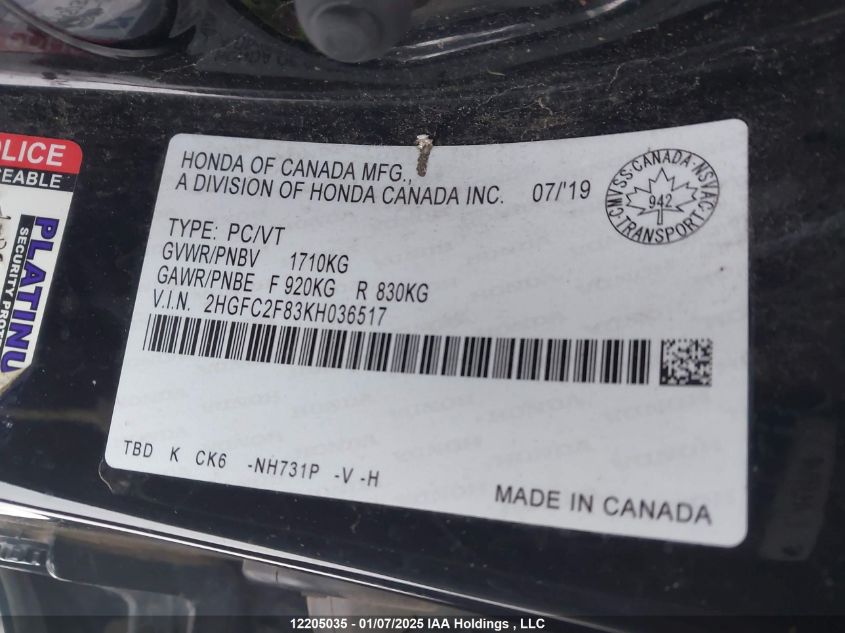 HONDA OF CANADA MFG.,
A DIVISION OF HONDA CANADA INC. 07/'19
CMVSS-CANADA-NSVAC-TRANSPORT
942
TYPE: PC/VT
GVWR/PNBV 1710KG
GAWR/PNBE F 920KG R 830KG
V.I.N. 2HGFC2F83KH036517
TBD K CK6 -NH731P -V -H
MADE IN CANADA
PLATINU
SECURITY
12205035 - 01/07/2025 IAA Holdings , LLC